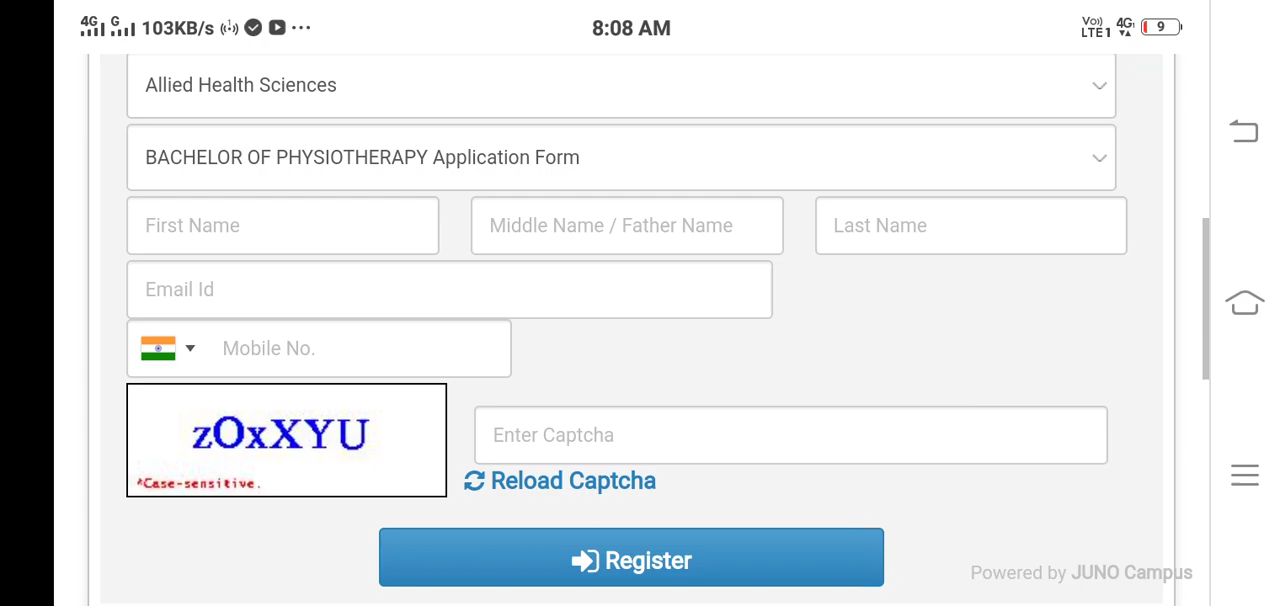 4G G 103KB/s 8:08 AM Vo) LTE1 4G 9
Allied Health Sciences
BACHELOR OF PHYSIOTHERAPY Application Form
First Name Middle Name / Father Name Last Name
Email Id
Mobile No.
zOxXYU
Enter Captcha
*Case-sensitive.
Reload Captcha
Register
Powered by JUNO Campus